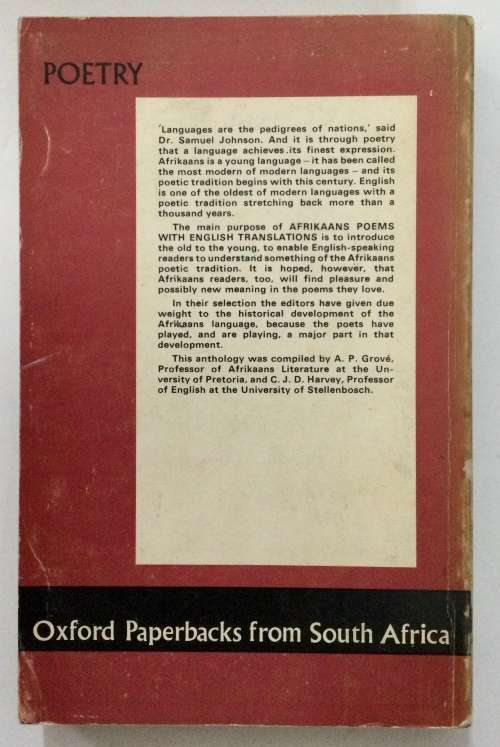 POETRY
'Languages are the pedigrees of nations,' said
Dr. Samuel Johnson. And it is through poetry
that a language achieves its finest expression.
Afrikaans is a young language – it has been called
the most modern of modern languages – and its
poetic tradition begins with this century. English
is one of the oldest of modern languages with a
poetic tradition stretching back more than a
thousand years.
The main purpose of AFRIKAANS POEMS
WITH ENGLISH TRANSLATIONS is to introduce
the old to the young, to enable English-speaking
readers to understand something of the Afrikaans
poetic tradition. It is hoped, however, that
Afrikaans readers, too, will find pleasure and
possibly new meaning in the poems they love.
In their selection the editors have given due
weight to the historical development of the
Afrikaans language, because the poets have
played, and are playing, a major part in that
development.
This anthology was compiled by A. P. Grové,
Professor of Afrikaans Literature at the Un-
versity of Pretoria, and C. J. D. Harvey, Professor
of English at the University of Stellenbosch.
Oxford Paperbacks from South Africa